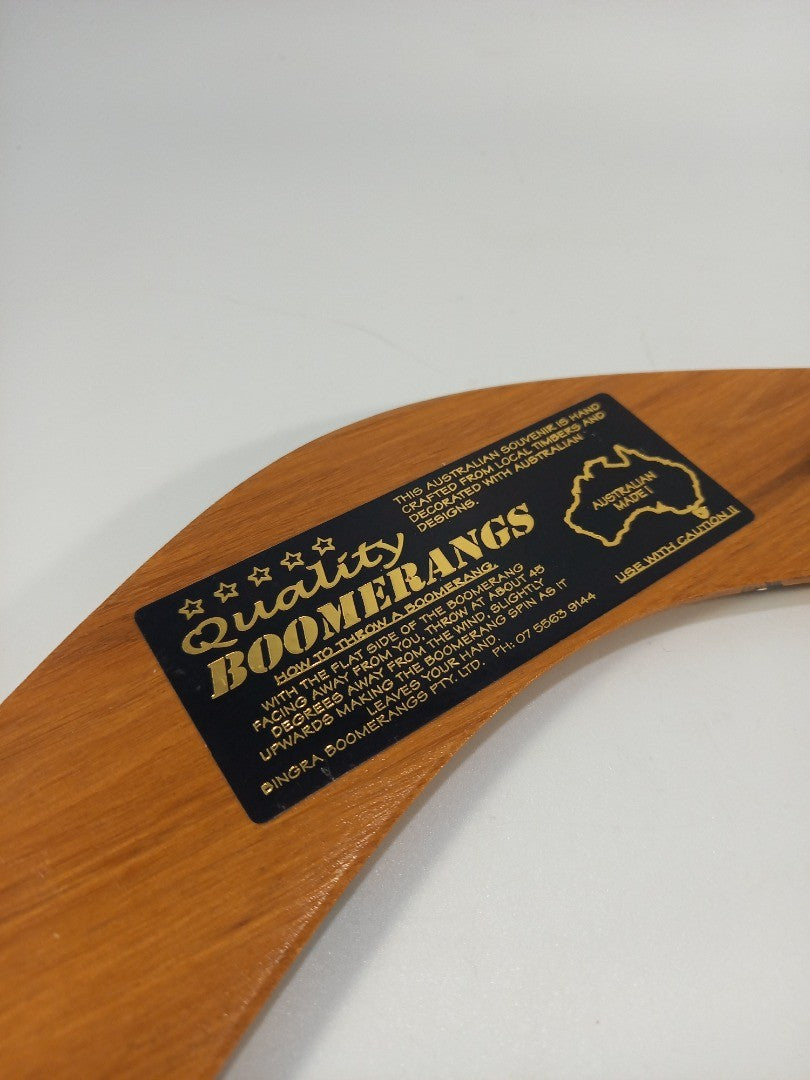 THIS AUSTRALIAN SOUVENIR IS HAND
CRAFTED FROM LOCAL TIMBERS AND
DECORATED WITH AUSTRALIAN
DESIGNS.
Quality
BOOMERANGS
HOW TO THROW A BOOMERANG.
WITH THE FLAT SIDE OF THE BOOMERANG
FACING AWAY FROM YOU, THROW AT ABOUT 45
DEGREES AWAY FROM THE WIND, SLIGHTLY
UPWARDS MAKING THE BOOMERANG SPIN AS IT
LEAVES YOUR HAND.
BINGRA BOOMERANGS PTY. LTD. PH: 07 5563 9144
AUSTRALIAN
MADE!
USE WITH CAUTION!!